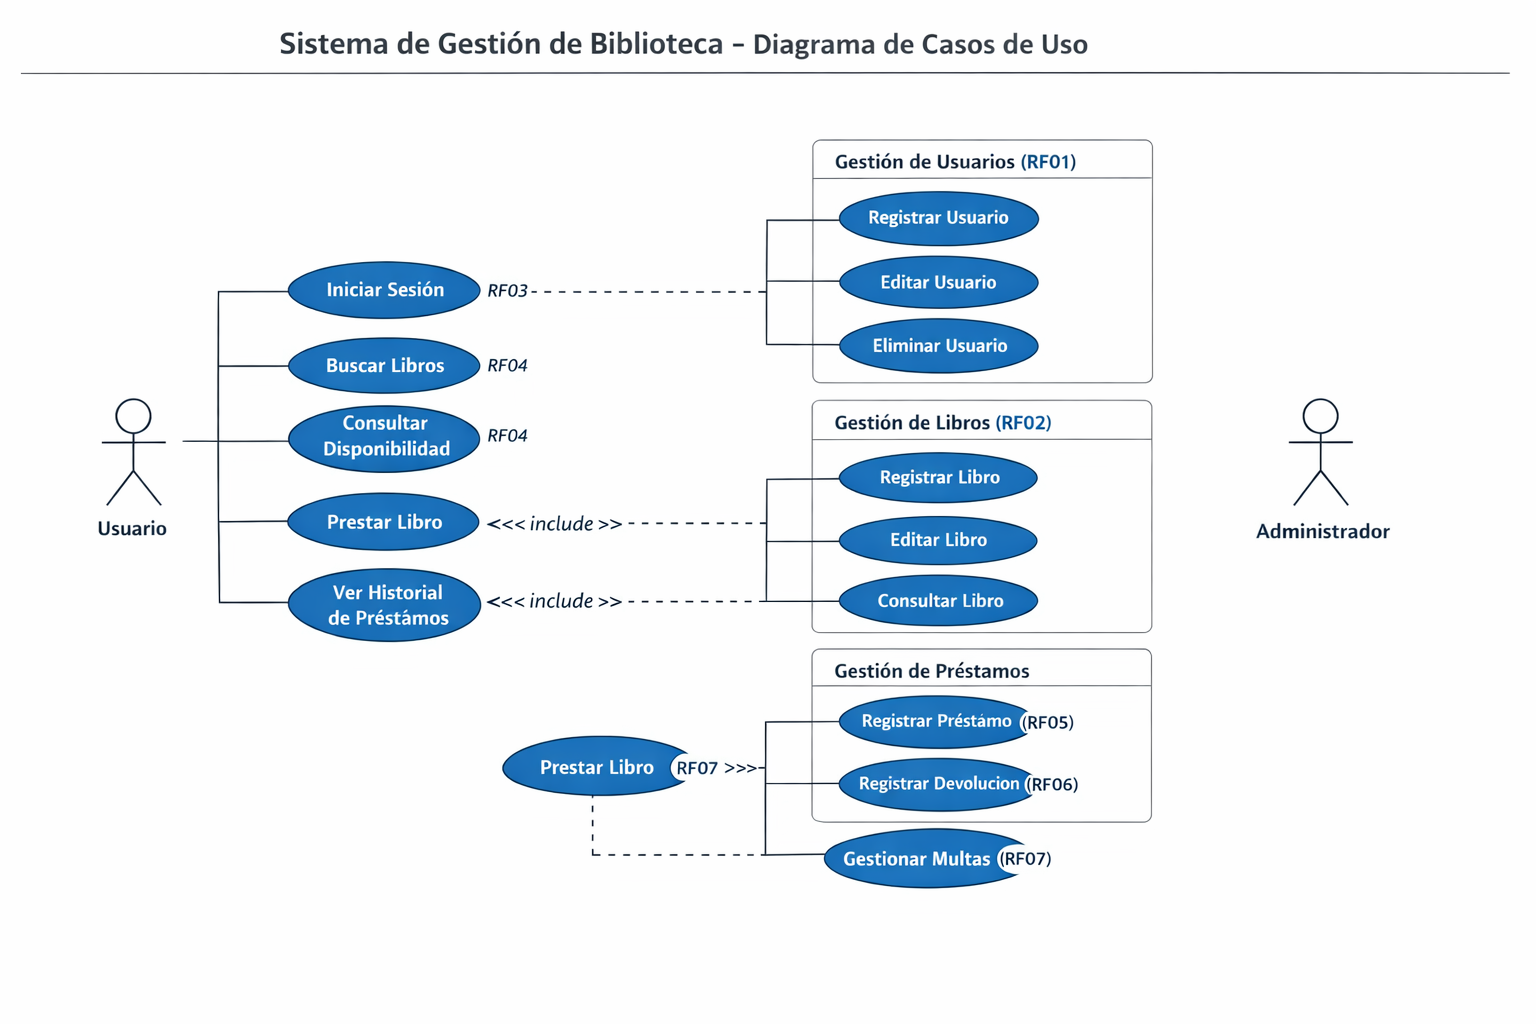 Sistema de Gestión de Biblioteca – Diagrama de Casos de Uso
Gestión de Usuarios (RF01)
Registrar Usuario
Editar Usuario
Eliminar Usuario
Iniciar Sesión RF03
Buscar Libros RF04
Consultar
Disponibilidad RF04
Prestar Libro <<< include >>
Ver Historial
de Préstámos <<< include >>
Usuario
Gestión de Libros (RF02)
Registrar Libro
Editar Libro
Consultar Libro
Administrador
Gestión de Préstamos
Registrar Préstámo (RF05)
Registrar Devolucion (RF06)
Prestar Libro RF07 >>>
Gestionar Multas (RF07)